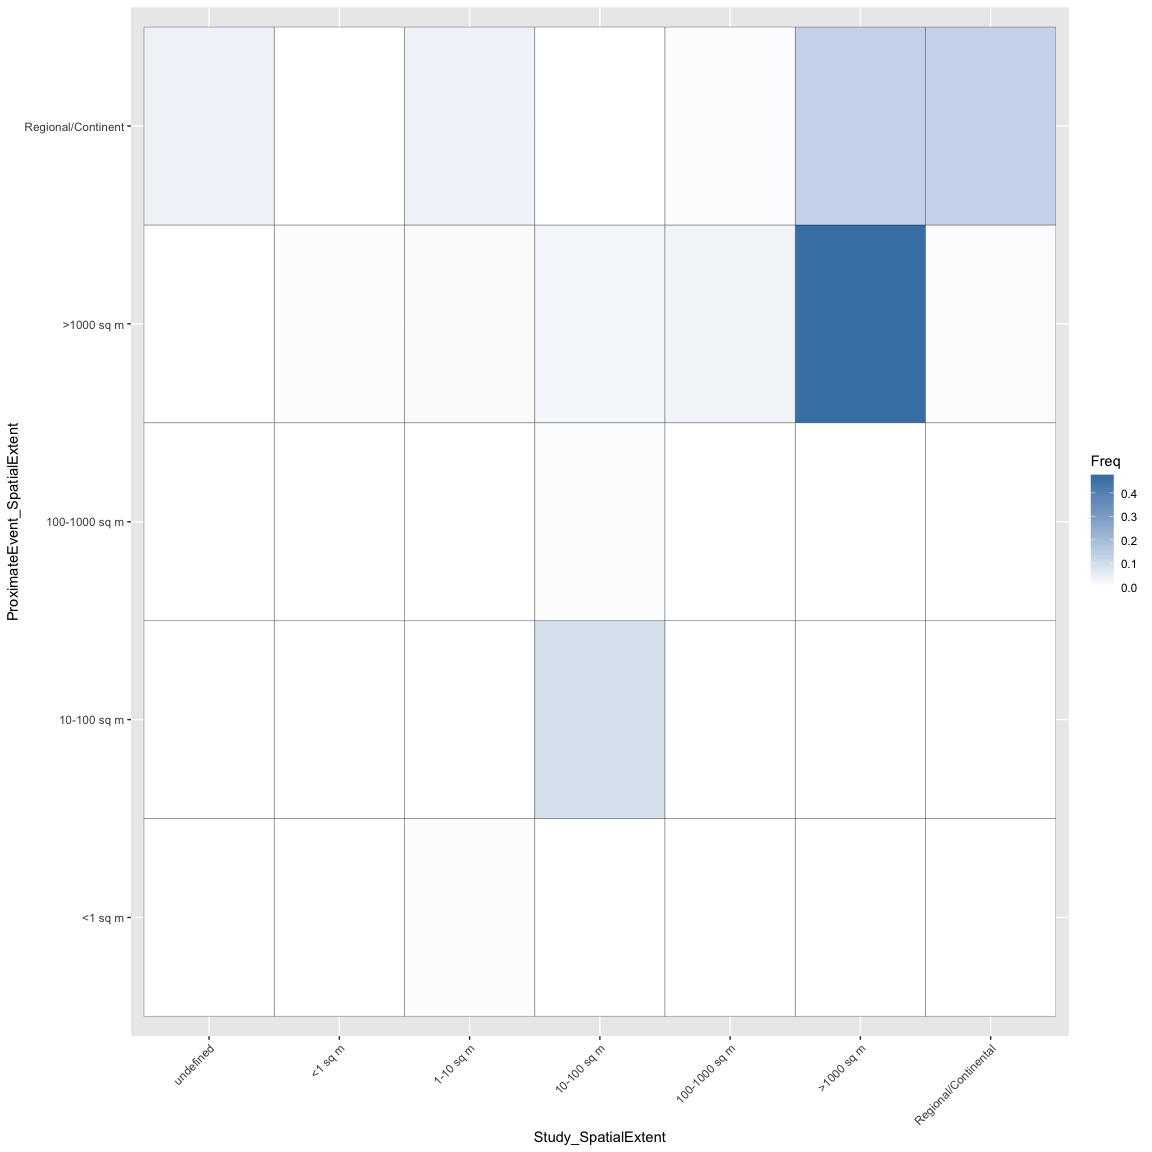 Regional/Continent
>1000 sq m
100-1000 sq m
10-100 sq m
<1 sq m
ProximateEvent_SpatialExtent
undefined
<1 sq m
1-10 sq m
10-100 sq m
100-1000 sq m
>1000 sq m
Regional/Continental
Study_SpatialExtent
Freq
0.4
0.3
0.2
0.1
0.0